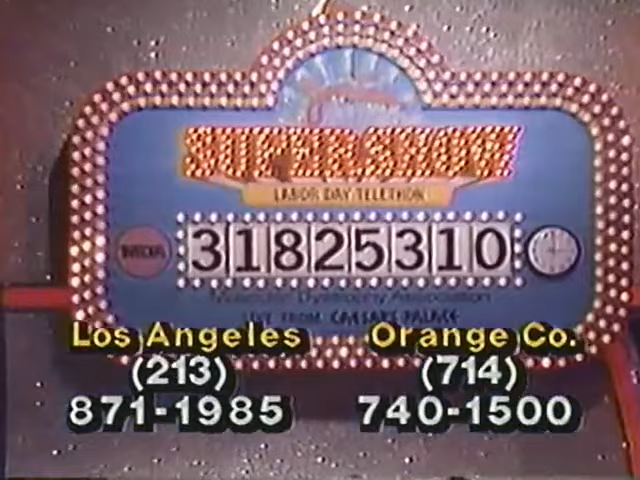 SUPERSHOW
LABOR DAY TELETHON
31825310
Muscular Dystrophy Association
LIVE FROM CAESARS PALACE
Los Angeles Orange Co.
(213) (714)
871-1985 740-1500